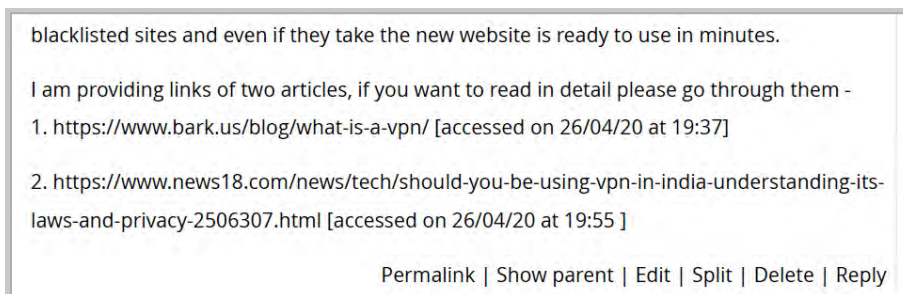 blacklisted sites and even if they take the new website is ready to use in minutes.
I am providing links of two articles, if you want to read in detail please go through them -
1. https://www.bark.us/blog/what-is-a-vpn/ [accessed on 26/04/20 at 19:37]
2. https://www.news18.com/news/tech/should-you-be-using-vpn-in-india-understanding-its-
laws-and-privacy-2506307.html [accessed on 26/04/20 at 19:55 ]
Permalink | Show parent | Edit | Split | Delete | Reply